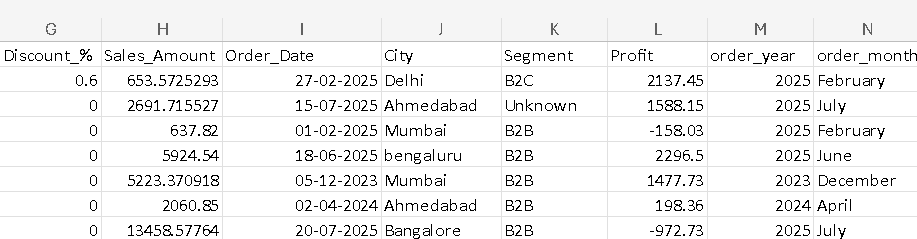 G H I J K L M N
Discount_% Sales_Amount Order_Date City Segment Profit order_year order_month
0.6 653.5725293 27-02-2025 Delhi B2C 2137.45 2025 February
0 2691.715527 15-07-2025 Ahmedabad Unknown 1588.15 2025 July
0 637.82 01-02-2025 Mumbai B2B -158.03 2025 February
0 5924.54 18-06-2025 bengaluru B2B 2296.5 2025 June
0 5223.370918 05-12-2023 Mumbai B2B 1477.73 2023 December
0 2060.85 02-04-2024 Ahmedabad B2B 198.36 2024 April
0 13458.57764 20-07-2025 Bangalore B2B -972.73 2025 July